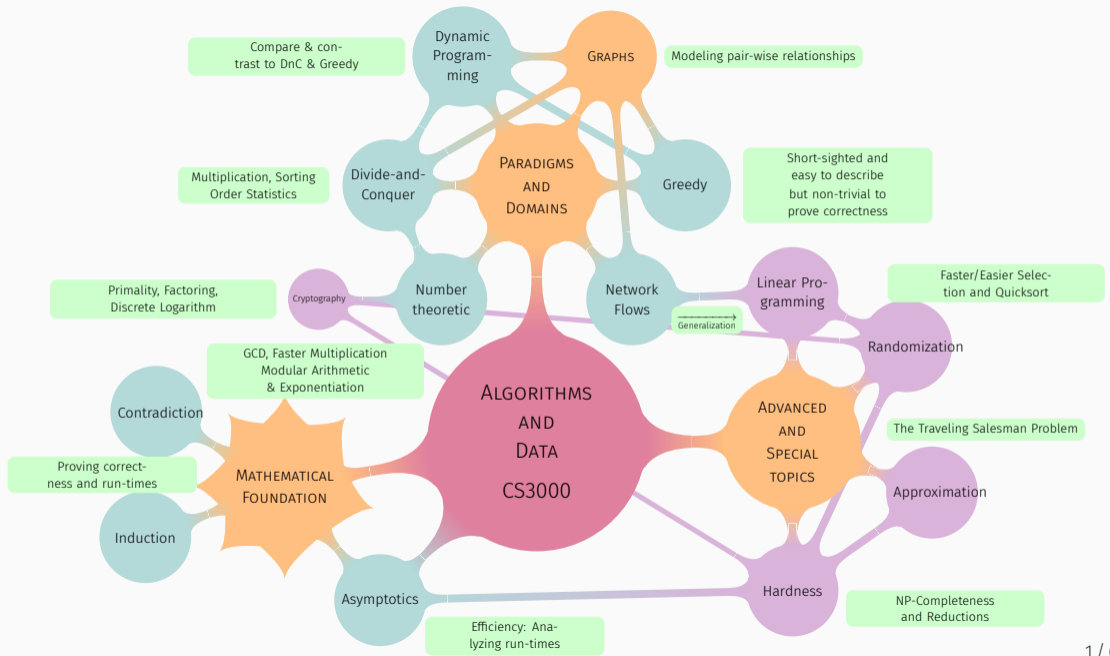 Dynamic
Program-
ming
GRAPHS
Compare & con-
trast to DnC & Greedy
Modeling pair-wise relationships
PARADIGMS
AND
DOMAINS
Divide-and-
Conquer
Greedy
Multiplication, Sorting
Order Statistics
Short-sighted and
easy to describe
but non-trivial to
prove correctness
Number
theoretic
Network
Flows
Cryptography
Primality, Factoring,
Discrete Logarithm
Generalization
Linear Pro-
gramming
Faster/Easier Selec-
tion and Quicksort
Randomization
GCD, Faster Multiplication
Modular Arithmetic
& Exponentiation
ALGORITHMS
AND
DATA
CS3000
ADVANCED
AND
SPECIAL
TOPICS
The Traveling Salesman Problem
Contradiction
Proving correct-
ness and run-times
MATHEMATICAL
FOUNDATION
Induction
Approximation
Asymptotics
Hardness
Efficiency: Ana-
lyzing run-times
NP-Completeness
and Reductions
1 /